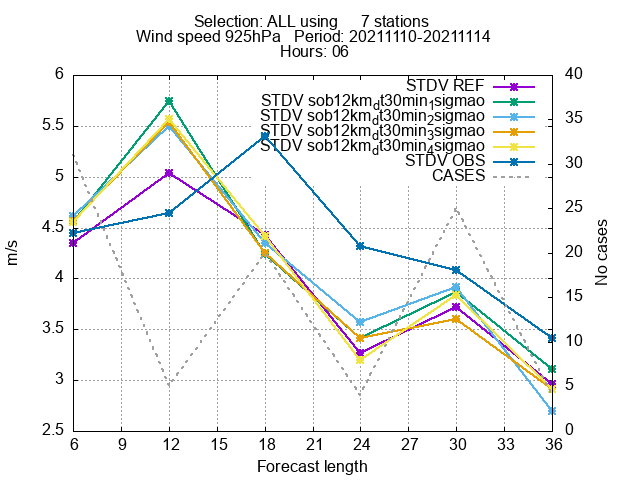 Selection: ALL using 7 stations
Wind speed 925hPa Period: 20211110-20211114
Hours: 06
6
5.5
5
4.5
4
3.5
3
2.5
m/s
STDV REF
STDV sob12km_dt30min_1sigmao
STDV sob12km_dt30min_2sigmao
STDV sob12km_dt30min_3sigmao
STDV sob12km_dt30min_4sigmao
STDV OBS
CASES
40
35
30
25
20
15
10
5
0
No cases
6 9 12 15 18 21 24 27 30 33 36
Forecast length